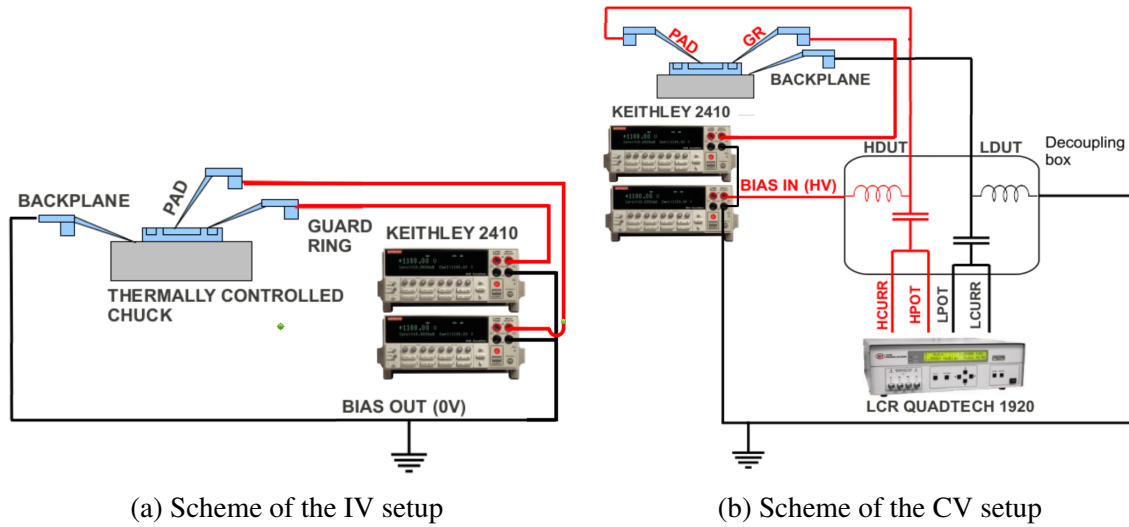 BACKPLANE
PAD
GUARD
RING
KEITHLEY 2410
THERMALLY CONTROLLED
CHUCK
BIAS OUT (0V)
(a) Scheme of the IV setup
PAD
GR
BACKPLANE
KEITHLEY 2410
HDUT
LDUT
Decoupling
box
BIAS IN (HV)
HCURR
HPOT
LPOT
LCURR
LCR QUADTECH 1920
(b) Scheme of the CV setup